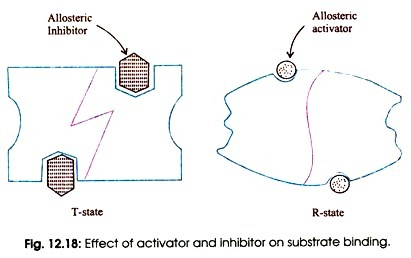 Allosteric
Inhibitor
Allosteric
activator
T-state
R-state
Fig. 12.18: Effect of activator and inhibitor on substrate binding.